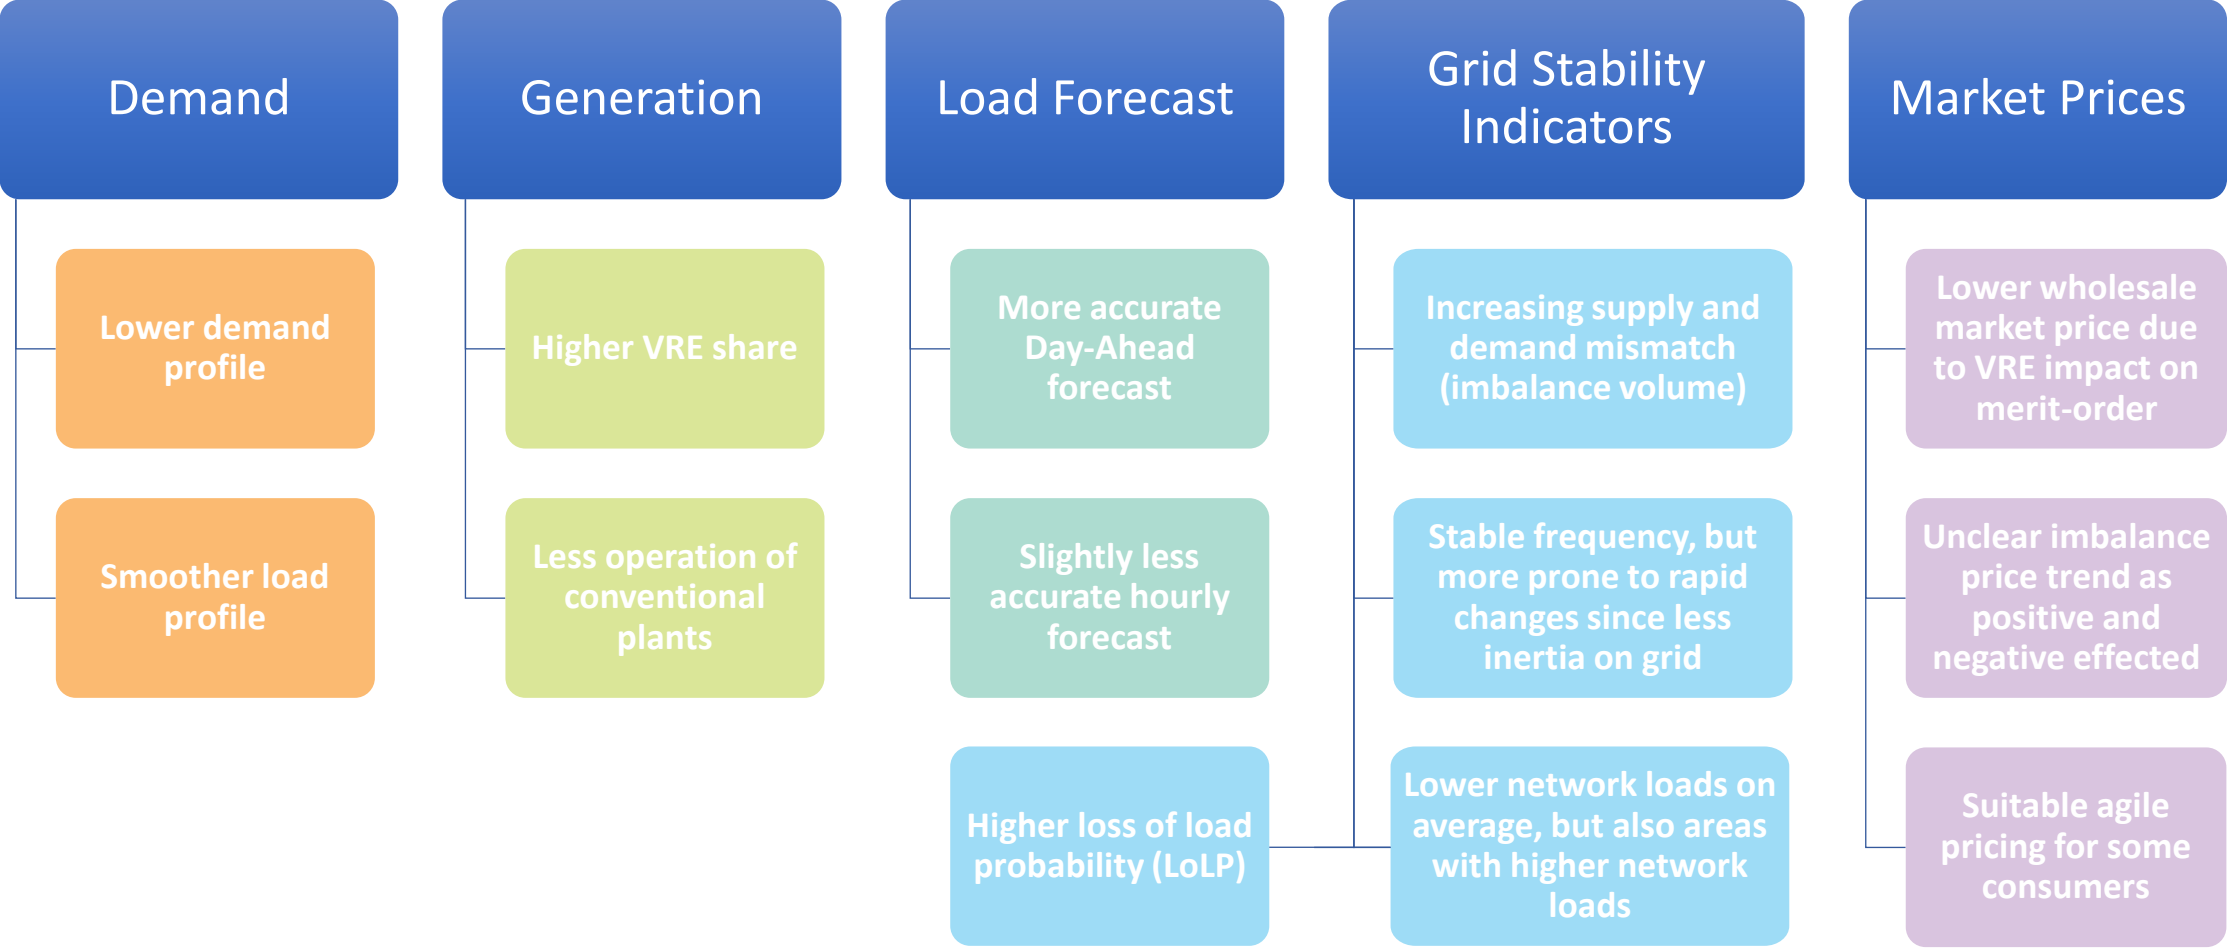 Demand
Lower demand
profile
Smoother load
profile
Generation
Higher VRE share
Less operation of
conventional
plants
Load Forecast
More accurate
Day-Ahead
forecast
Slightly less
accurate hourly
forecast
Grid Stability
Indicators
Increasing supply and
demand mismatch
(imbalance volume)
Stable frequency, but
more prone to rapid
changes since less
inertia on grid
Higher loss of load
probability (LoLP)
Lower network loads on
average, but also areas
with higher network
loads
Market Prices
Lower wholesale
market price due
to VRE impact on
merit-order
Unclear imbalance
price trend as
positive and
negative effected
Suitable agile
pricing for some
consumers